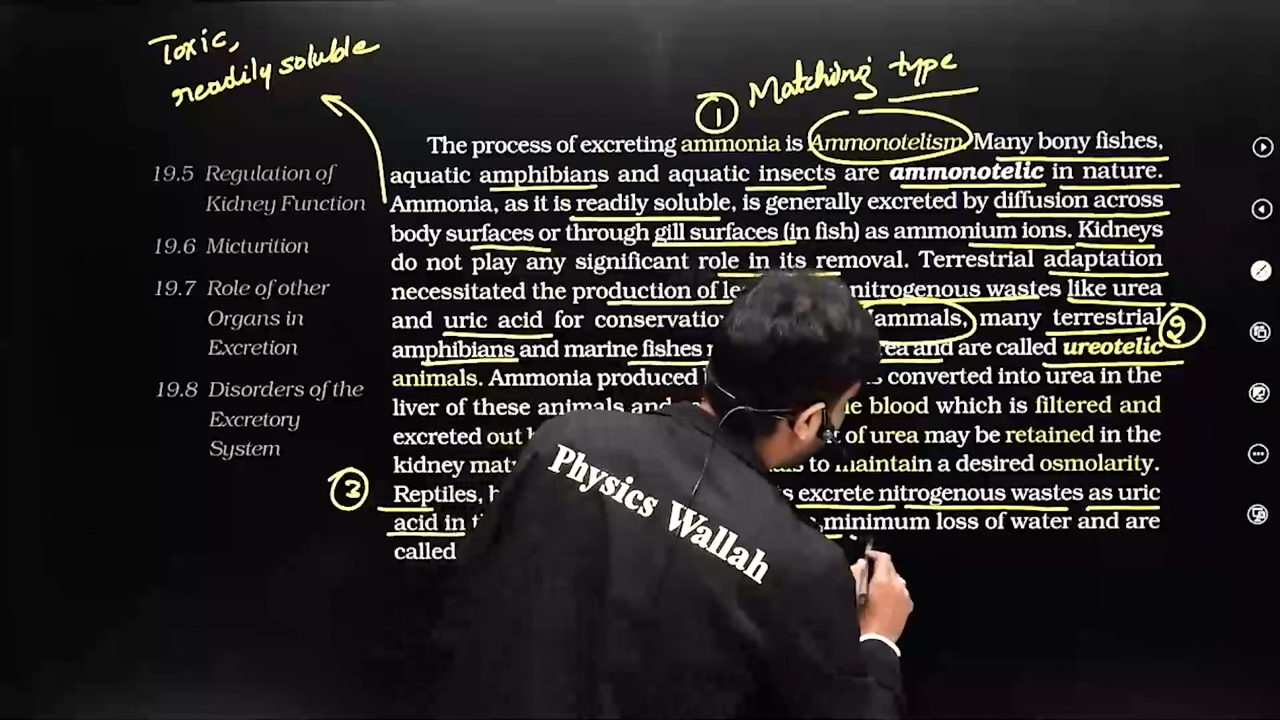 Toxic,
readily soluble
① Matching type
The process of excreting ammonia is Ammonotelism. Many bony fishes,
aquatic amphibians and aquatic insects are ammonotelic in nature.
Ammonia, as it is readily soluble, is generally excreted by diffusion across
body surfaces or through gill surfaces (in fish) as ammonium ions. Kidneys
do not play any significant role in its removal. Terrestrial adaptation
necessitated the production of nitrogenous wastes like urea
and uric acid for Mammals, many terrestrial ②
amphibians and marine fishes and are called ureotelic
animals. Ammonia produced converted into urea in the
liver of these animals and blood which is filtered and
excreted out of urea may be retained in the
kidney to maintain a desired osmolarity.
③ Reptiles, excrete nitrogenous wastes as uric
acid in minimum loss of water and are
called
19.5 Regulation of
Kidney Function
19.6 Micturition
19.7 Role of other
Organs in
Excretion
19.8 Disorders of the
Excretory
System
Physics Wallah